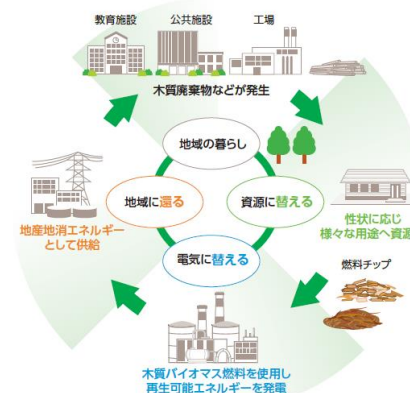 教育施設
公共施設
工場
木質廃棄物などが発生
地域の暮らし
地域に還る
資源に替える
電気に替える
地産地消エネルギー
として供給
性状に応じ
様々な用途へ資源
燃料チップ
木質バイオマス燃料を使用し
再生可能エネルギーを発電